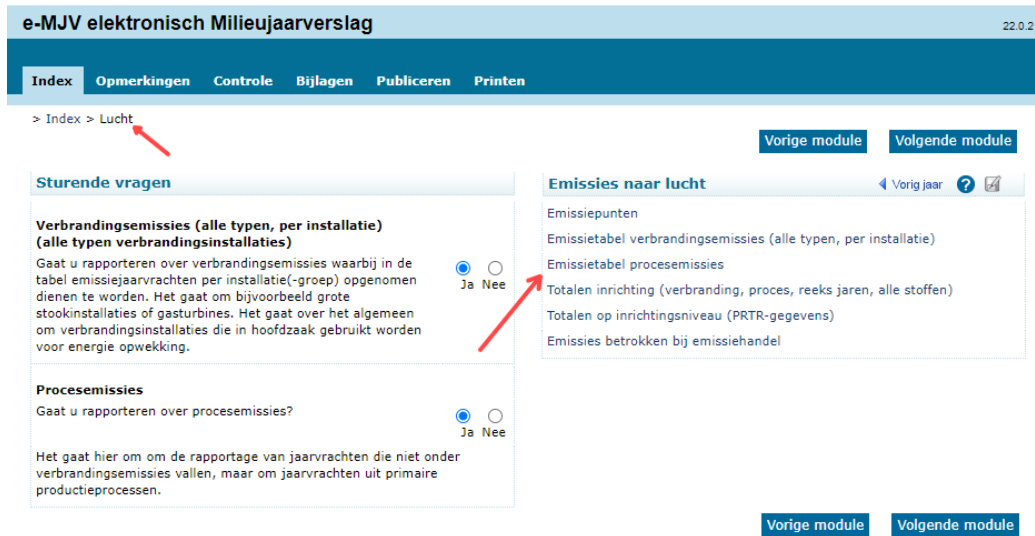 e-MJV elektronisch Milieujaarverslag
22.0.2
Index Opmerkingen Controle Bijlagen Publiceren Printen
> Index > Lucht
Vorige module Volgende module
Sturende vragen
Verbrandingsemissies (alle typen, per installatie)
(alle typen verbrandingsinstallaties)
Gaat u rapporteren over verbrandingsemissies waarbij in de
tabel emissiejaarvrachten per installatie(-groep) opgenomen
dienen te worden. Het gaat om bijvoorbeeld grote
stookinstallaties of gasturbines. Het gaat over het algemeen
om verbrandingsinstallaties die in hoofdzaak gebruikt worden
voor energie opwekking.
Ja Nee
Procesemissies
Gaat u rapporteren over procesemissies?
Ja Nee
Het gaat hier om om de rapportage van jaarvrachten die niet onder
verbrandingsemissies vallen, maar om jaarvrachten uit primaire
productieprocessen.
Emissies naar lucht
Vorig jaar ?
Emissiepunten
Emissietabel verbrandingsemissies (alle typen, per installatie)
Emissietabel procesemissies
Totalen inrichting (verbranding, proces, reeks jaren, alle stoffen)
Totalen op inrichtingsniveau (PRTR-gegevens)
Emissies betrokken bij emissiehandel
Vorige module Volgende module